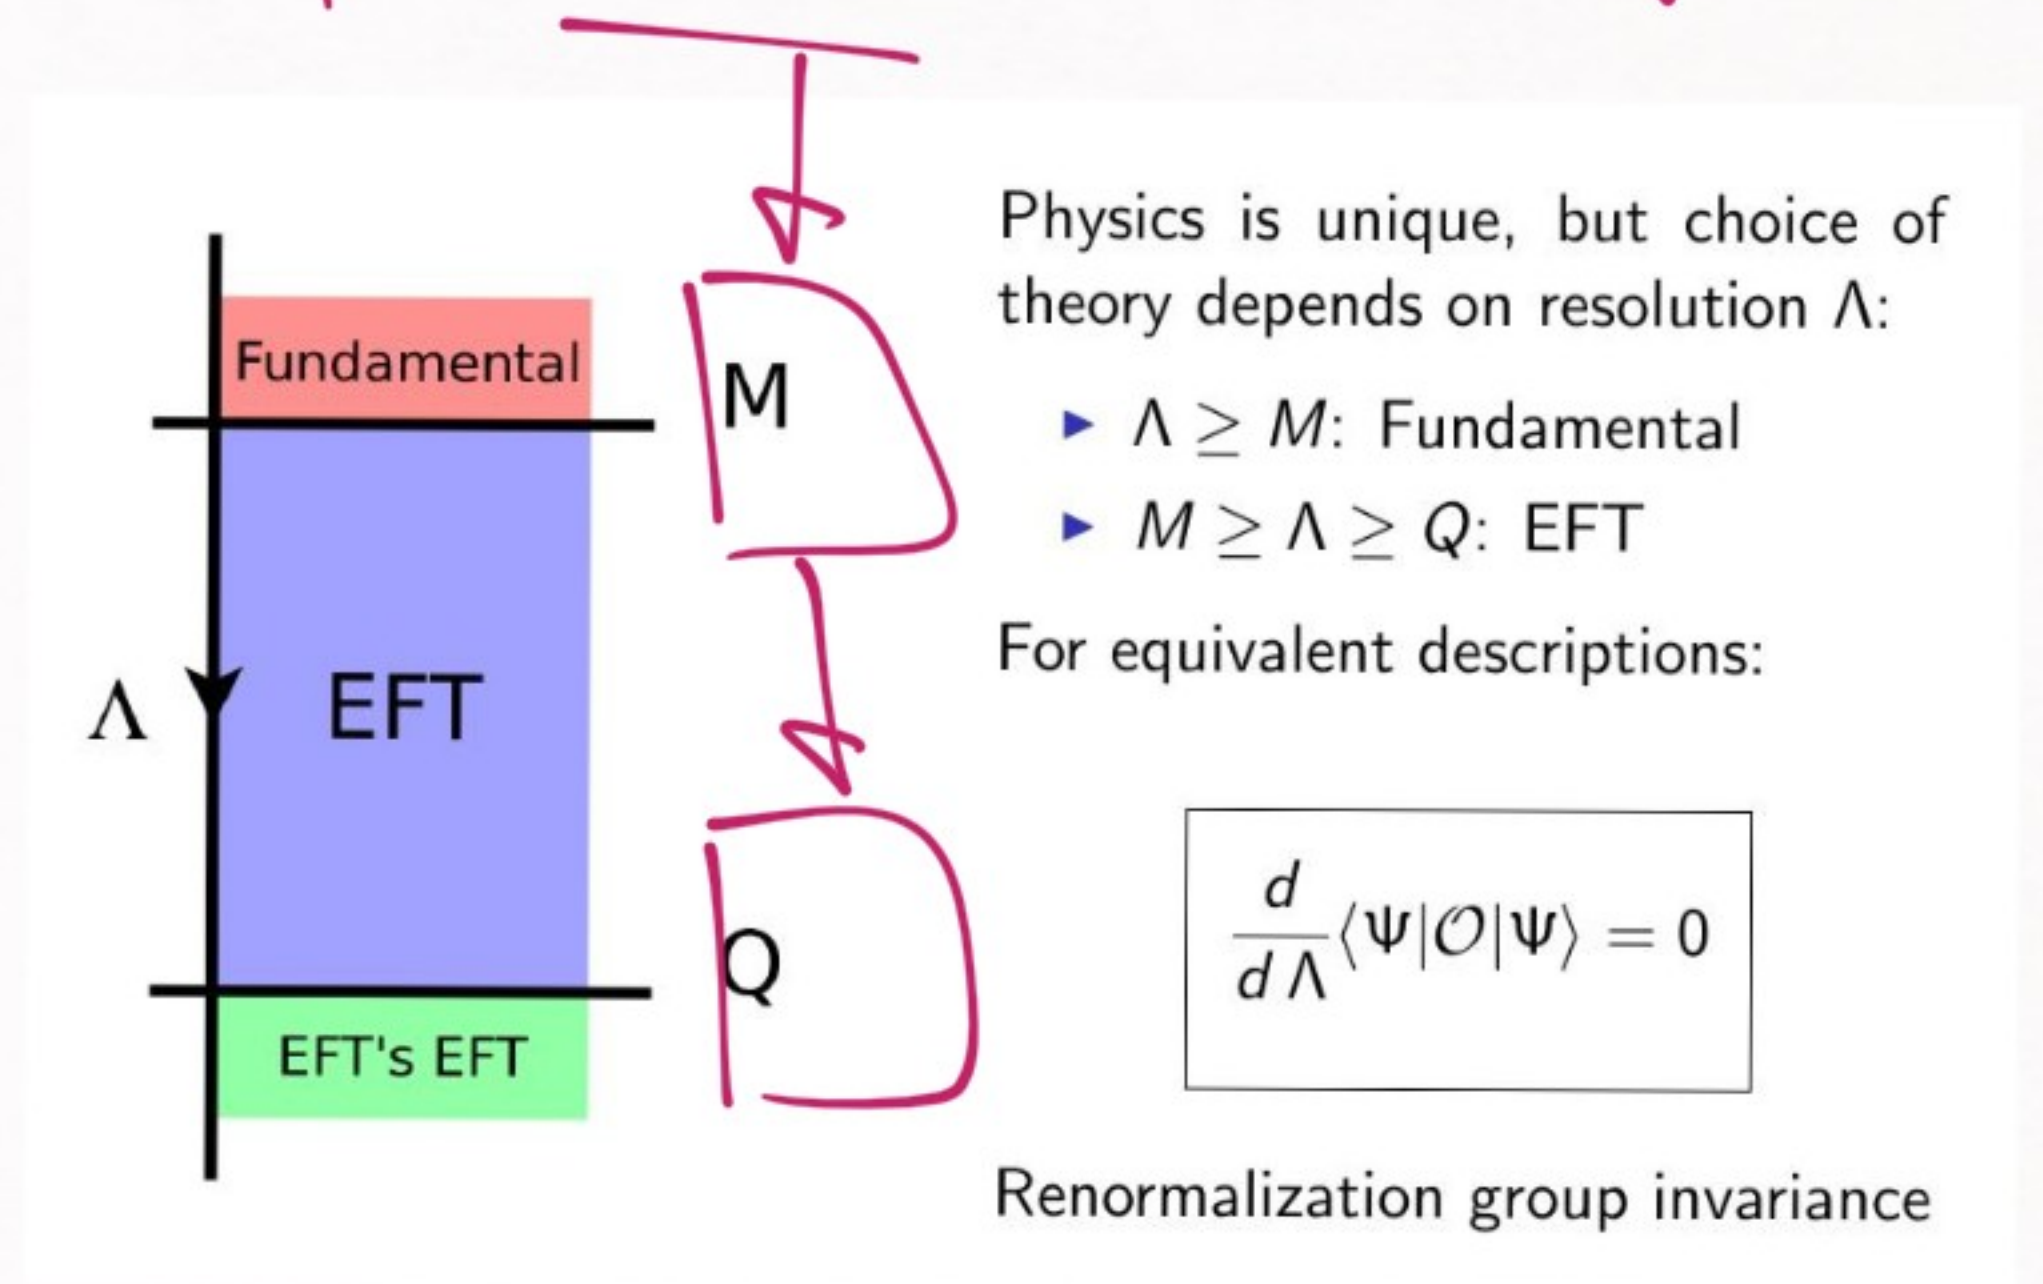 Fundamental
M
Λ
EFT
Q
EFT's EFT
Physics is unique, but choice of
theory depends on resolution Λ:
▶ Λ ≥ M: Fundamental
▶ M ≥ Λ ≥ Q: EFT
For equivalent descriptions:
d/dΛ ⟨Ψ|𝒪|Ψ⟩ = 0
Renormalization group invariance